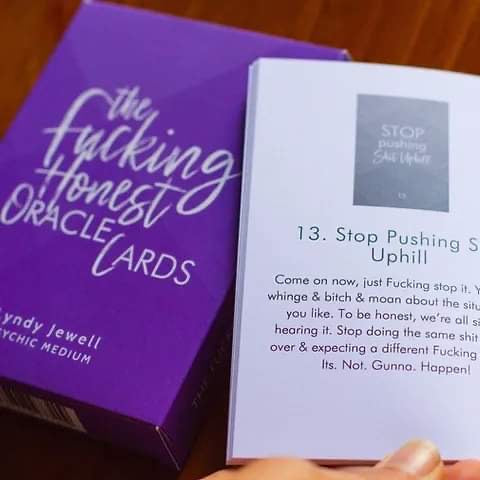 the
Fucking
Honest
ORACLE
CARDS
Lyndy Jewell
PSYCHIC MEDIUM
STOP
pushing
Shit Uphill
13
13. Stop Pushing S
Uphill
Come on now, just Fucking stop it. Y
whinge & bitch & moan about the situ
you like. To be honest, we're all si
hearing it. Stop doing the same shit
over & expecting a different Fucking
Its. Not. Gunna. Happen!